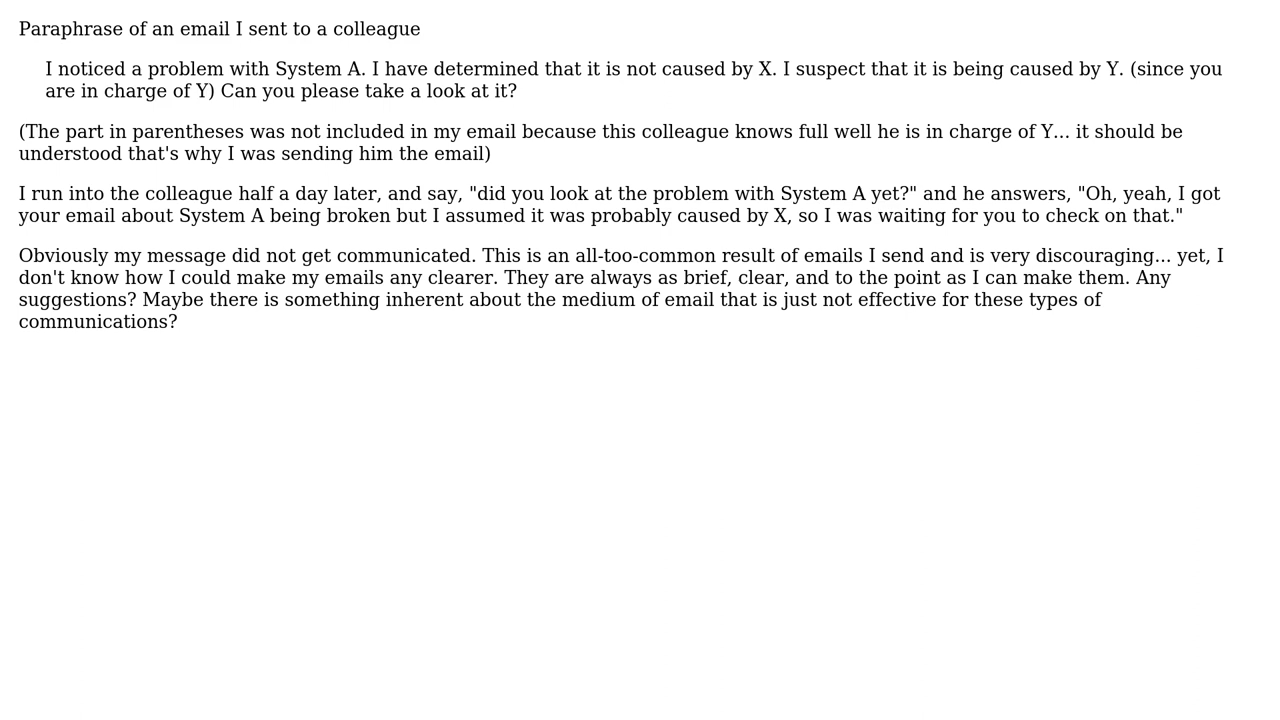 Paraphrase of an email I sent to a colleague
I noticed a problem with System A. I have determined that it is not caused by X. I suspect that it is being caused by Y. (since you
are in charge of Y) Can you please take a look at it?
(The part in parentheses was not included in my email because this colleague knows full well he is in charge of Y... it should be
understood that's why I was sending him the email)
I run into the colleague half a day later, and say, "did you look at the problem with System A yet?" and he answers, "Oh, yeah, I got
your email about System A being broken but I assumed it was probably caused by X, so I was waiting for you to check on that."
Obviously my message did not get communicated. This is an all-too-common result of emails I send and is very discouraging... yet, I
don't know how I could make my emails any clearer. They are always as brief, clear, and to the point as I can make them. Any
suggestions? Maybe there is something inherent about the medium of email that is just not effective for these types of
communications?